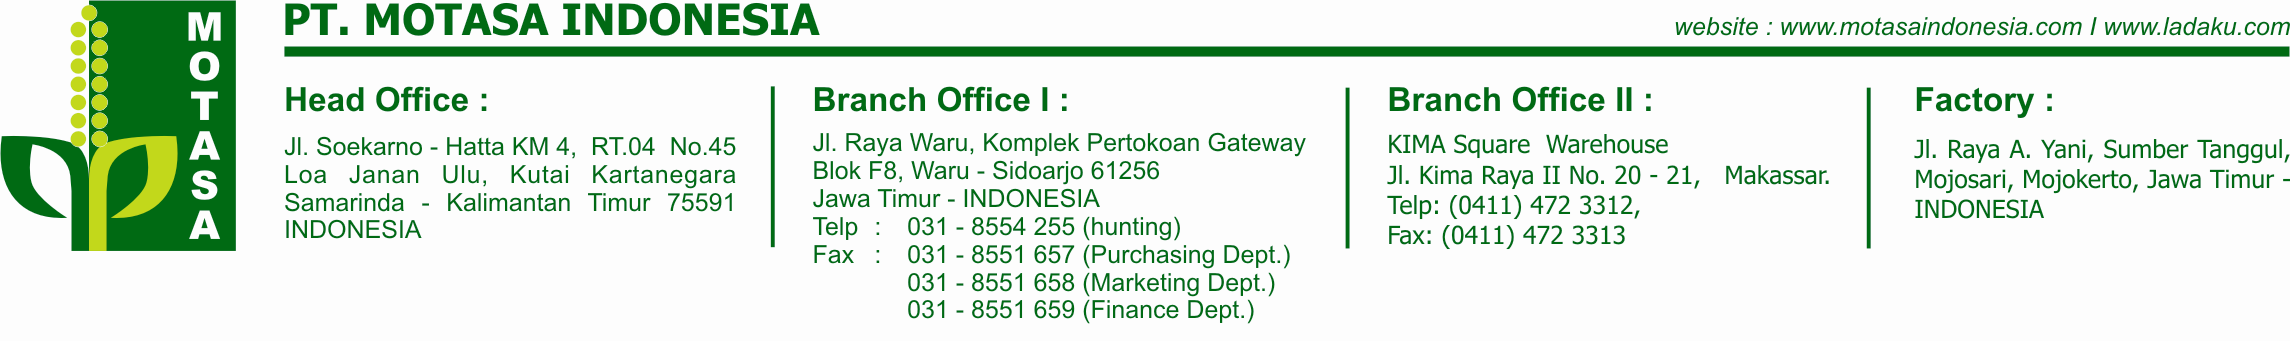 MOTASA
PT. MOTASA INDONESIA
website : www.motasaindonesia.com I www.ladaku.com
Head Office :
Jl. Soekarno - Hatta KM 4, RT.04 No.45
Loa Janan Ulu, Kutai Kartanegara
Samarinda - Kalimantan Timur 75591
INDONESIA
Branch Office I :
Jl. Raya Waru, Komplek Pertokoan Gateway
Blok F8, Waru - Sidoarjo 61256
Jawa Timur - INDONESIA
Telp : 031 - 8554 255 (hunting)
Fax : 031 - 8551 657 (Purchasing Dept.)
031 - 8551 658 (Marketing Dept.)
031 - 8551 659 (Finance Dept.)
Branch Office II :
KIMA Square Warehouse
Jl. Kima Raya II No. 20 - 21, Makassar.
Telp: (0411) 472 3312,
Fax: (0411) 472 3313
Factory :
Jl. Raya A. Yani, Sumber Tanggul,
Mojosari, Mojokerto, Jawa Timur -
INDONESIA